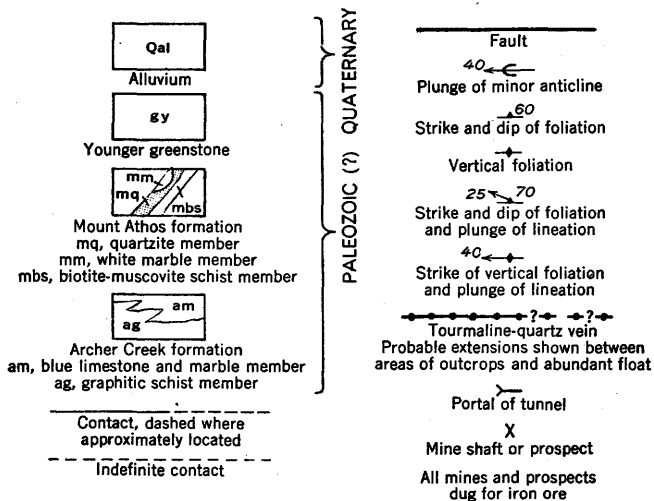 Qal
Alluvium
gy
Younger greenstone
mm
mq
mbs
Mount Athos formation
mq, quartzite member
mm, white marble member
mbs, biotite-muscovite schist member
am
ag
Archer Creek formation
am, blue limestone and marble member
ag, graphitic schist member
Contact, dashed where
approximately located
Indefinite contact
QUATERNARY
PALEOZOIC (?)
Fault
40
Plunge of minor anticline
60
Strike and dip of foliation
Vertical foliation
25 70
Strike and dip of foliation
and plunge of lineation
40
Strike of vertical foliation
and plunge of lineation
? ?
Tourmaline-quartz vein
Probable extensions shown between
areas of outcrops and abundant float
Portal of tunnel
X
Mine shaft or prospect
All mines and prospects
dug for iron ore